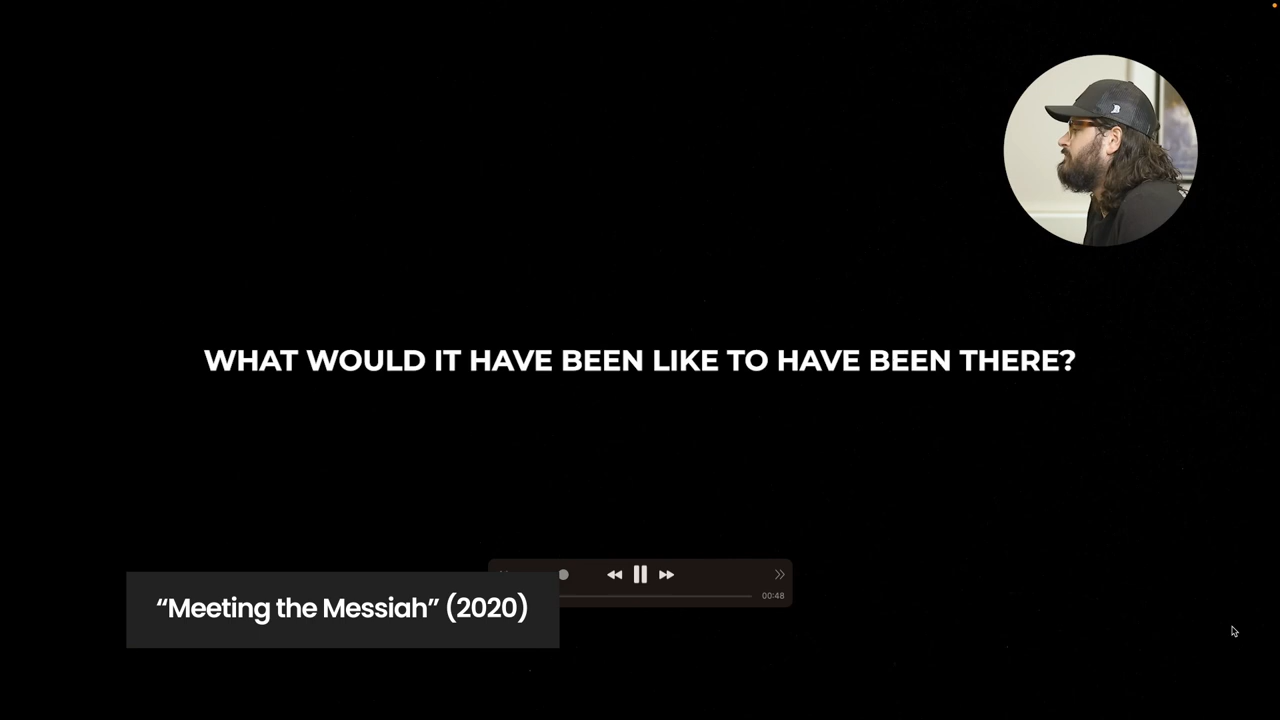 WHAT WOULD IT HAVE BEEN LIKE TO HAVE BEEN THERE?
00:48
“Meeting the Messiah” (2020)